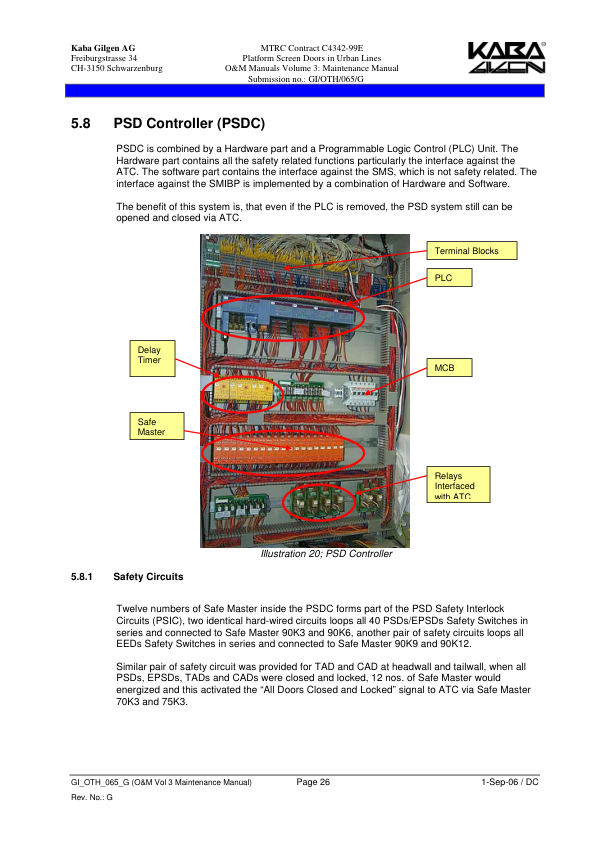 Kaba Gilgen AG
Freiburgstrasse 34
CH-3150 Schwarzenburg
MTRC Contract C4342-99E
Platform Screen Doors in Urban Lines
O&M Manuals Volume 3: Maintenance Manual
Submission no.: GI/OTH/065/G
KABA
GILGEN
5.8 PSD Controller (PSDC)
PSDC is combined by a Hardware part and a Programmable Logic Control (PLC) Unit. The
Hardware part contains all the safety related functions particularly the interface against the
ATC. The software part contains the interface against the SMS, which is not safety related. The
interface against the SMIBP is implemented by a combination of Hardware and Software.
The benefit of this system is, that even if the PLC is removed, the PSD system still can be
opened and closed via ATC.
Terminal Blocks
PLC
Delay
Timer
MCB
Safe
Master
Relays
Interfaced
with ATC
Illustration 20; PSD Controller
5.8.1 Safety Circuits
Twelve numbers of Safe Master inside the PSDC forms part of the PSD Safety Interlock
Circuits (PSIC), two identical hard-wired circuits loops all 40 PSDs/EPSDs Safety Switches in
series and connected to Safe Master 90K3 and 90K6, another pair of safety circuits loops all
EEDs Safety Switches in series and connected to Safe Master 90K9 and 90K12.
Similar pair of safety circuit was provided for TAD and CAD at headwall and tailwall, when all
PSDs, EPSDs, TADs and CADs were closed and locked, 12 nos. of Safe Master would
energized and this activated the “All Doors Closed and Locked” signal to ATC via Safe Master
70K3 and 75K3.
GI_OTH_065_G (O&M Vol 3 Maintenance Manual) Page 26 1-Sep-06 / DC
Rev. No.: G